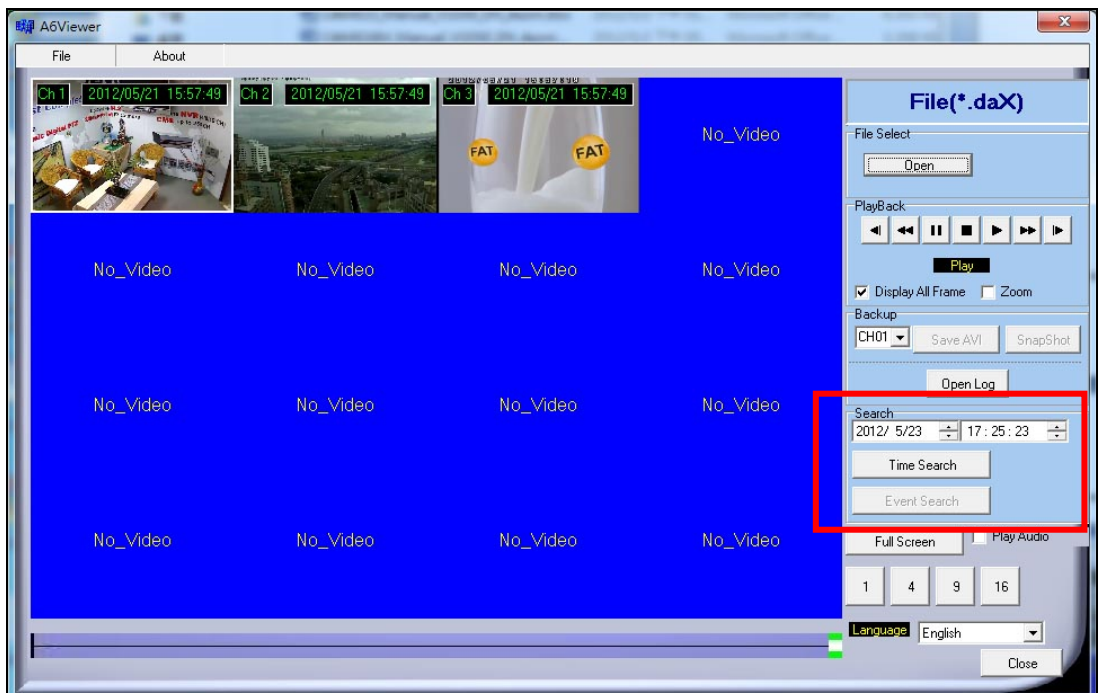 A6Viewer
File About
Ch 1 2012/05/21 15:57:49 Ch 2 2012/05/21 15:57:49 Ch 3 2012/05/21 15:57:49
FAT FAT
No_Video
No_Video No_Video No_Video No_Video
No_Video No_Video No_Video No_Video
No_Video No_Video No_Video No_Video
File(*.daX)
File Select
Open
PlayBack
Play
Display All Frame Zoom
Backup
CH01 Save AVI SnapShot
Open Log
Search
2012/ 5/23 17 : 25 : 23
Time Search
Event Search
Full Screen Play Audio
1 4 9 16
Language English
Close